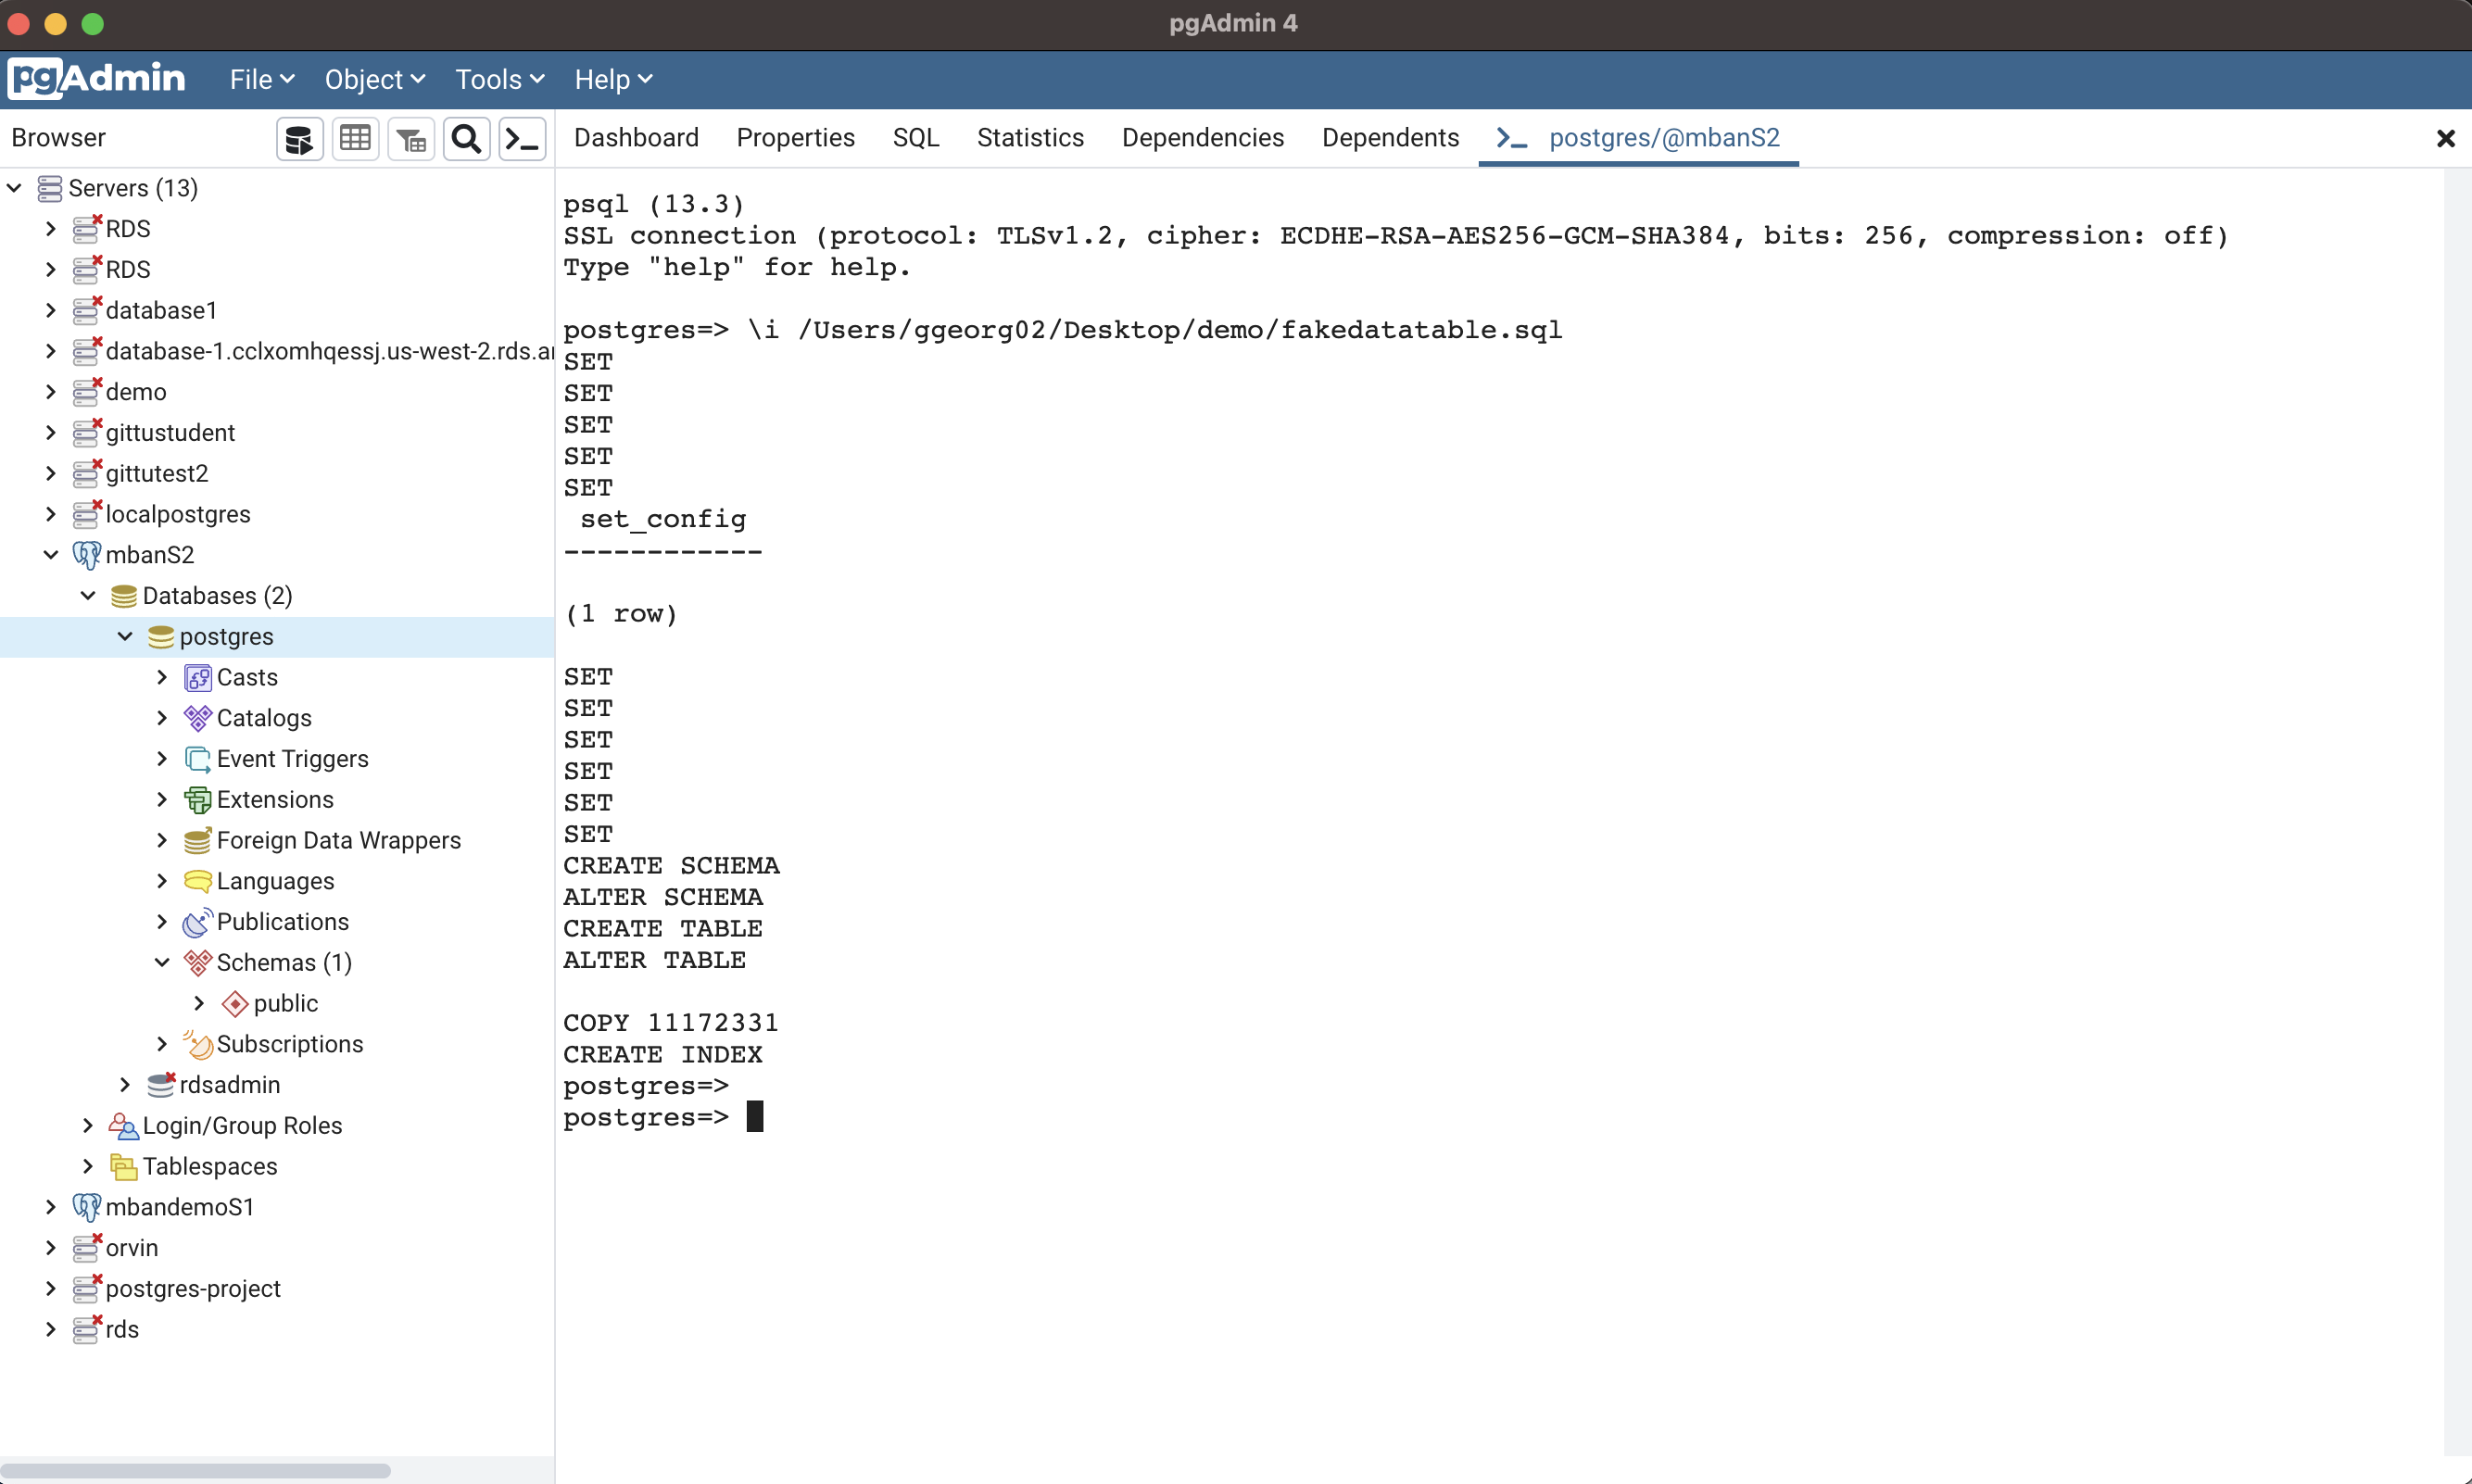 pgAdmin 4
pgAdmin File Object Tools Help
Browser
Dashboard Properties SQL Statistics Dependencies Dependents postgres/@mbanS2
Servers (13)
RDS
RDS
database1
database-1.cclxomhqessj.us-west-2.rds.a
demo
gittustudent
gittutest2
localpostgres
mbanS2
Databases (2)
postgres
Casts
Catalogs
Event Triggers
Extensions
Foreign Data Wrappers
Languages
Publications
Schemas (1)
public
Subscriptions
rdsadmin
Login/Group Roles
Tablespaces
mbandemoS1
orvin
postgres-project
rds
psql (13.3)
SSL connection (protocol: TLSv1.2, cipher: ECDHE-RSA-AES256-GCM-SHA384, bits: 256, compression: off)
Type "help" for help.
postgres=> \i /Users/ggeorg02/Desktop/demo/fakedatatable.sql
SET
SET
SET
SET
SET
set_config
------------
(1 row)
SET
SET
SET
SET
SET
SET
CREATE SCHEMA
ALTER SCHEMA
CREATE TABLE
ALTER TABLE
COPY 11172331
CREATE INDEX
postgres=>
postgres=>